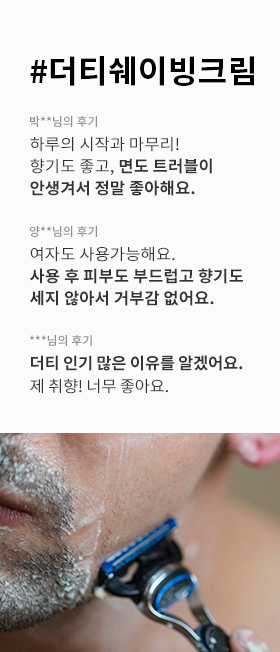 #더티쉐이빙크림
박**님의 후기
하루의 시작과 마무리!
향기도 좋고, 면도 트러블이
안생겨서 정말 좋아해요.
양**님의 후기
여자도 사용가능해요.
사용 후 피부도 부드럽고 향기도
세지 않아서 거부감 없어요.
***님의 후기
더티 인기 많은 이유를 알겠어요.
제 취향! 너무 좋아요.